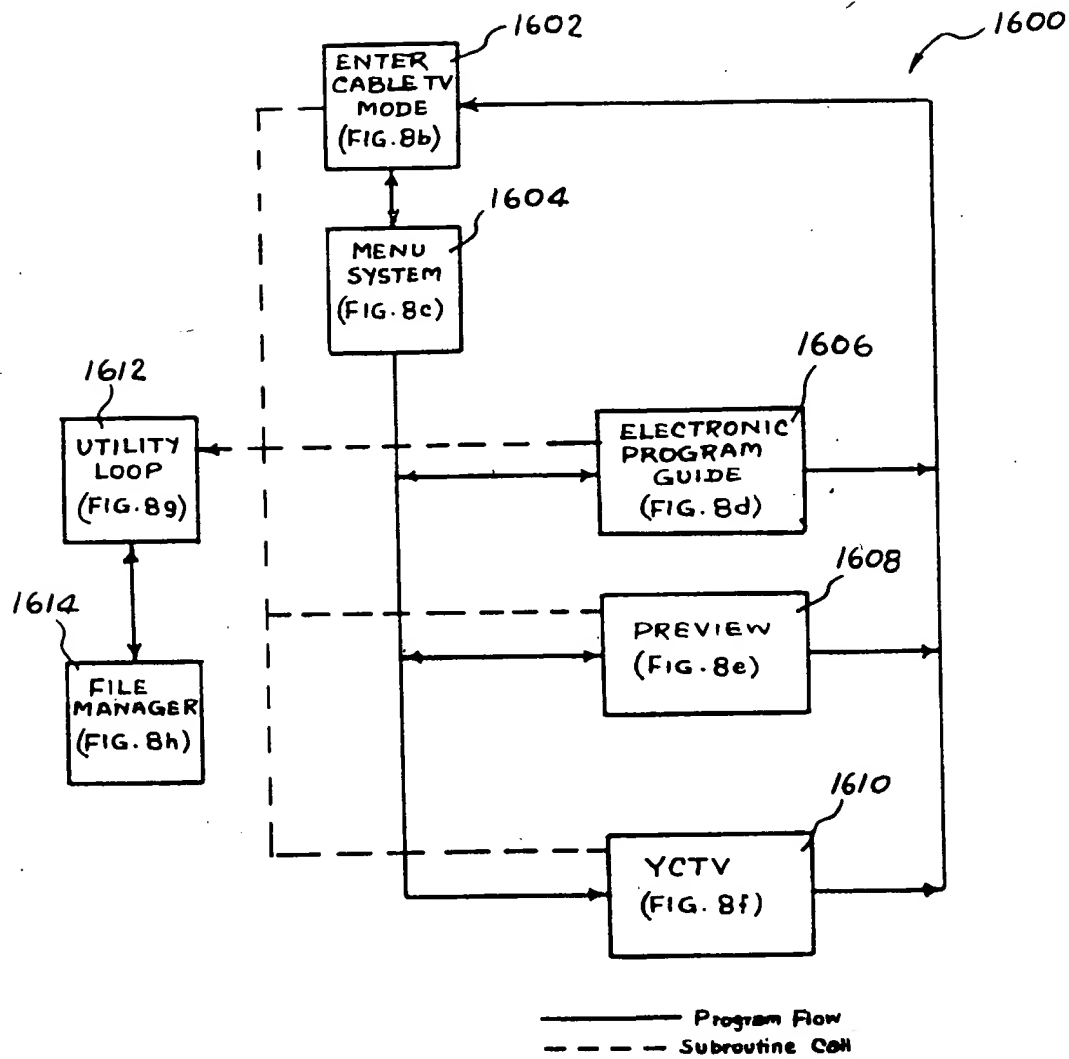 1600
1602
ENTER
CABLE TV
MODE
(FIG. 8b)
1604
MENU
SYSTEM
(FIG. 8c)
1606
ELECTRONIC
PROGRAM
GUIDE
(FIG. 8d)
1612
UTILITY
LOOP
(FIG. 8g)
1608
PREVIEW
(FIG. 8e)
1614
FILE
MANAGER
(FIG. 8h)
1610
YCTV
(FIG. 8f)
Program Flow
Subroutine Call